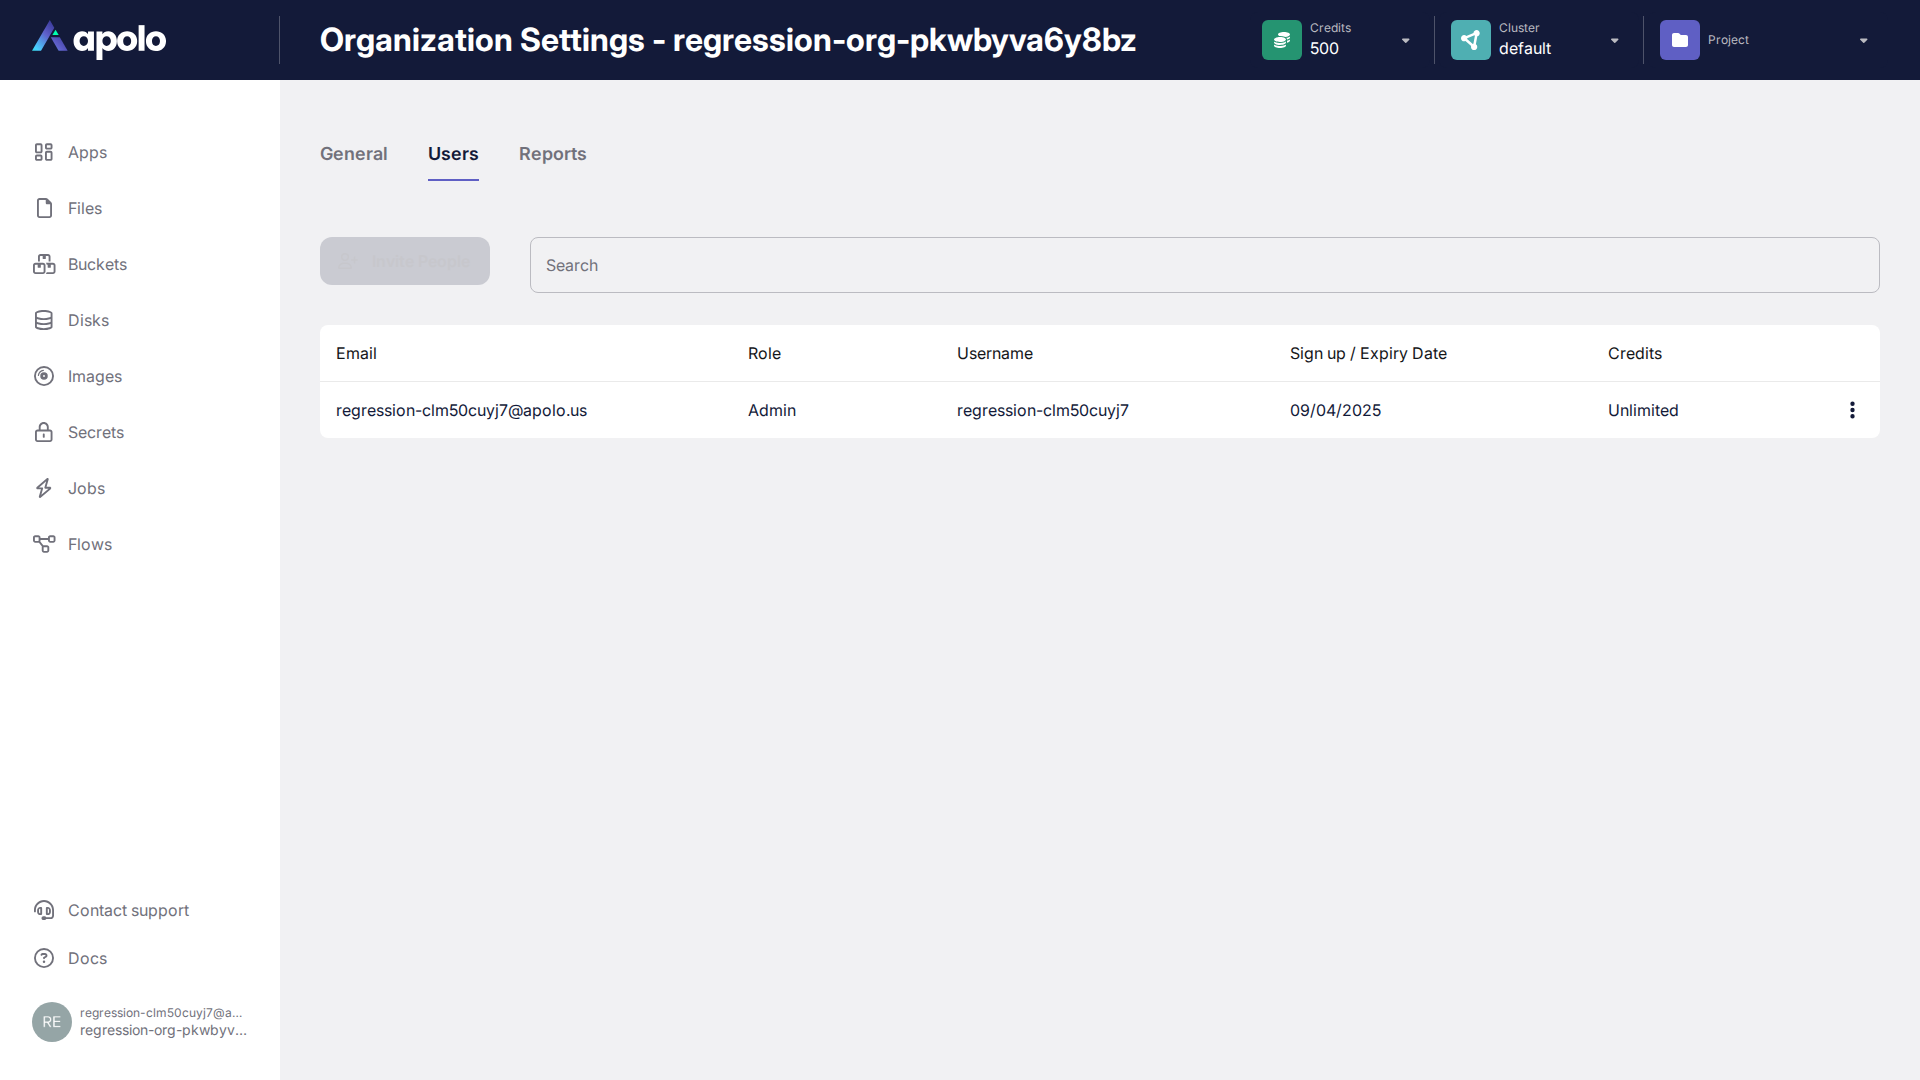 apolo
Organization Settings - regression-org-pkwbyva6y8bz
Credits
500
Cluster
default
Project
Apps
Files
Buckets
Disks
Images
Secrets
Jobs
Flows
General Users Reports
Search
Email Role Username Sign up / Expiry Date Credits
regression-clm50cuyj7@apolo.us Admin regression-clm50cuyj7 09/04/2025 Unlimited
Contact support
Docs
RE
regression-clm50cuyj7@a...
regression-org-pkwbyv...